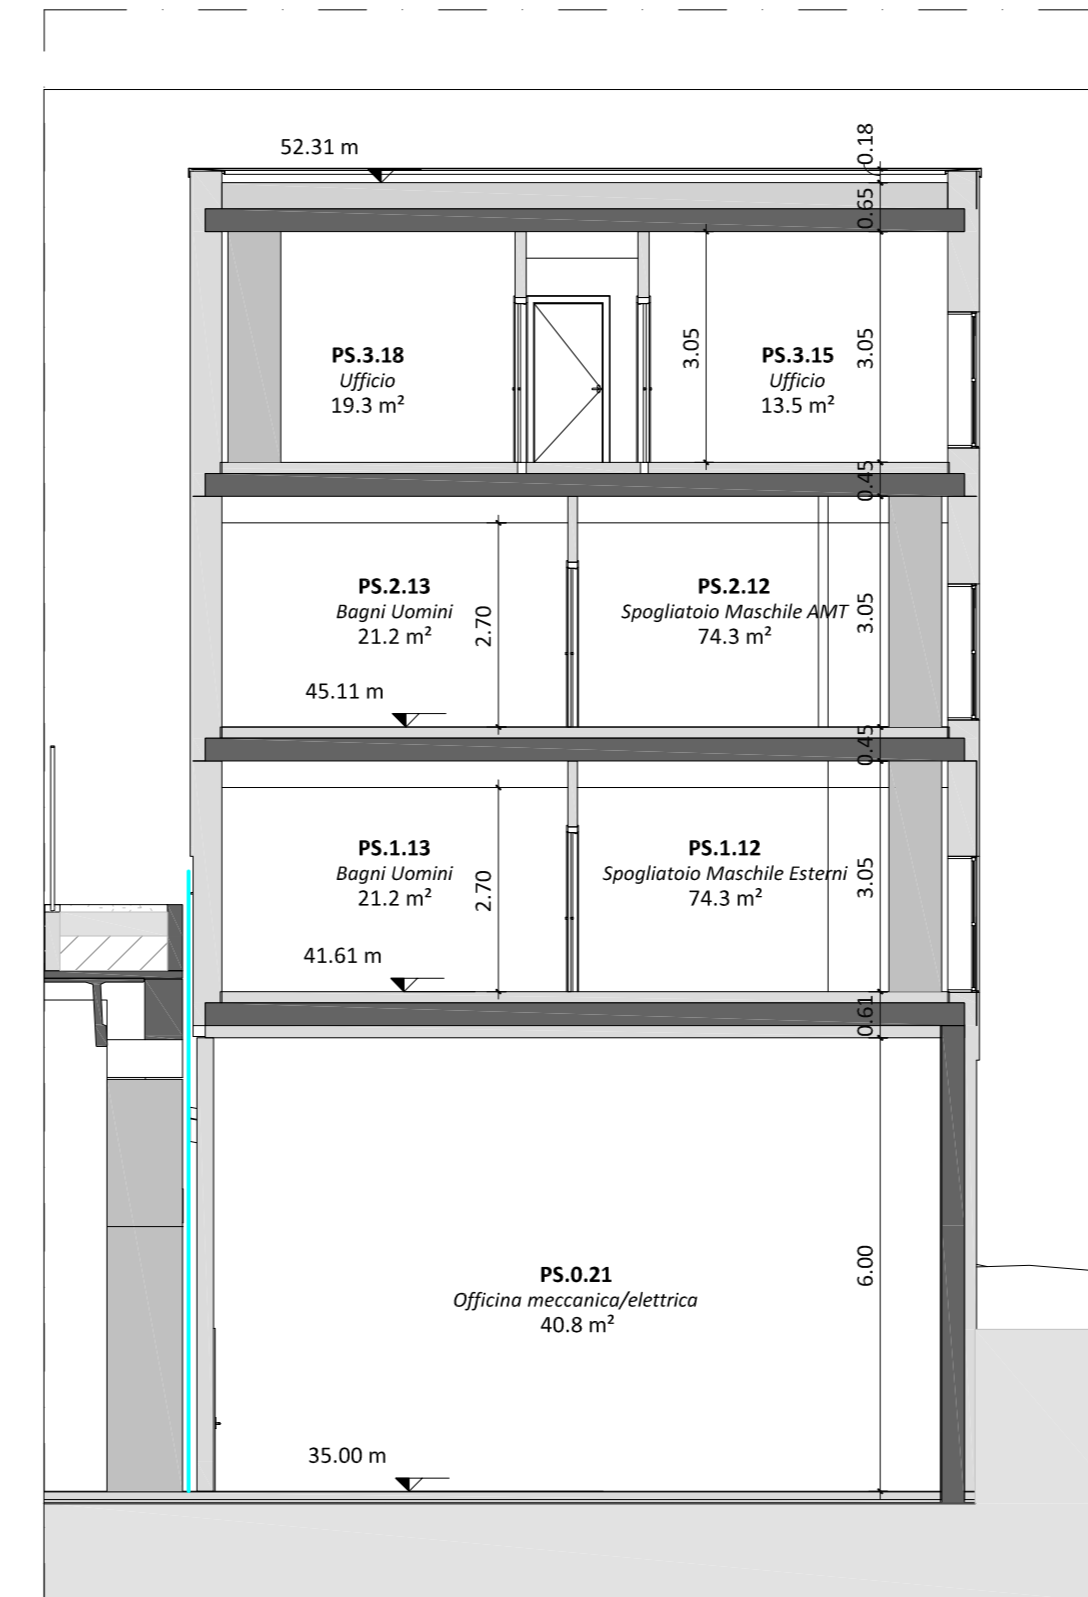 0.18
52.31 m
0.65
PS.3.18
Ufficio
19.3 m²
3.05
PS.3.15
Ufficio
13.5 m²
3.05
0.45
PS.2.13
Bagni Uomini
21.2 m²
2.70
PS.2.12
Spogliatoio Maschile AMT
74.3 m²
3.05
45.11 m
0.45
PS.1.13
Bagni Uomini
21.2 m²
2.70
PS.1.12
Spogliatoio Maschile Esterni
74.3 m²
3.05
41.61 m
0.61
PS.0.21
Officina meccanica/elettrica
40.8 m²
6.00
35.00 m